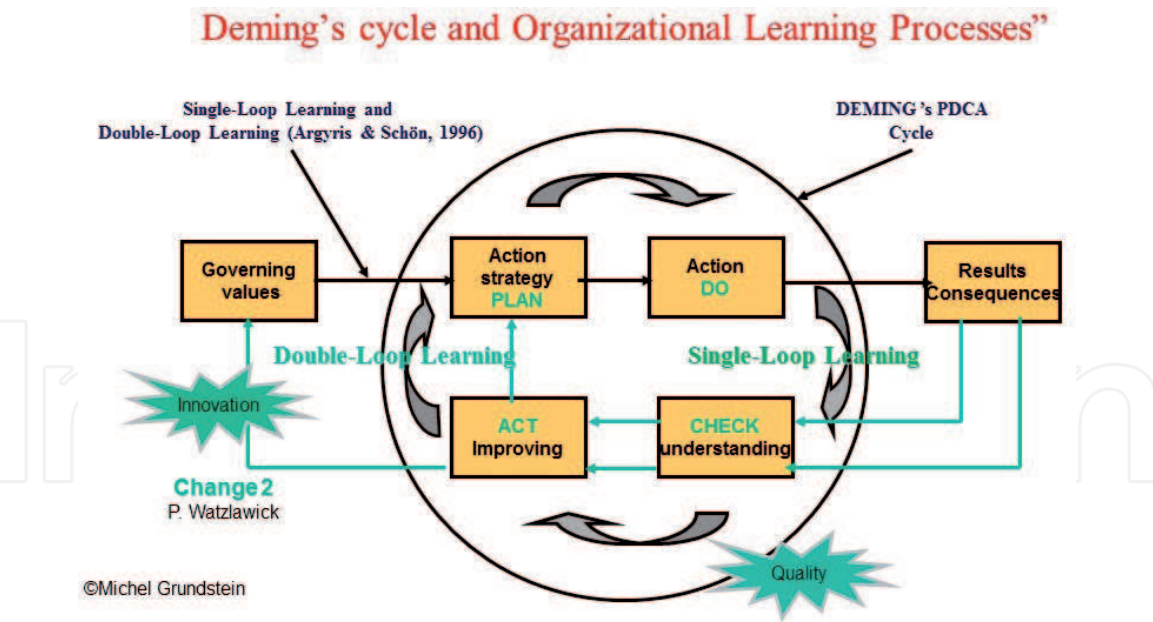 Deming’s cycle and Organizational Learning Processes”
Single-Loop Learning and
Double-Loop Learning (Argyris & Schön, 1996)
DEMING ’s PDCA
Cycle
Governing
values
Action
strategy
PLAN
Action
DO
Results
Consequences
Double-Loop Learning
Single-Loop Learning
Innovation
ACT
Improving
CHECK
understanding
Change 2
P. Watzlawick
Quality
©Michel Grundstein